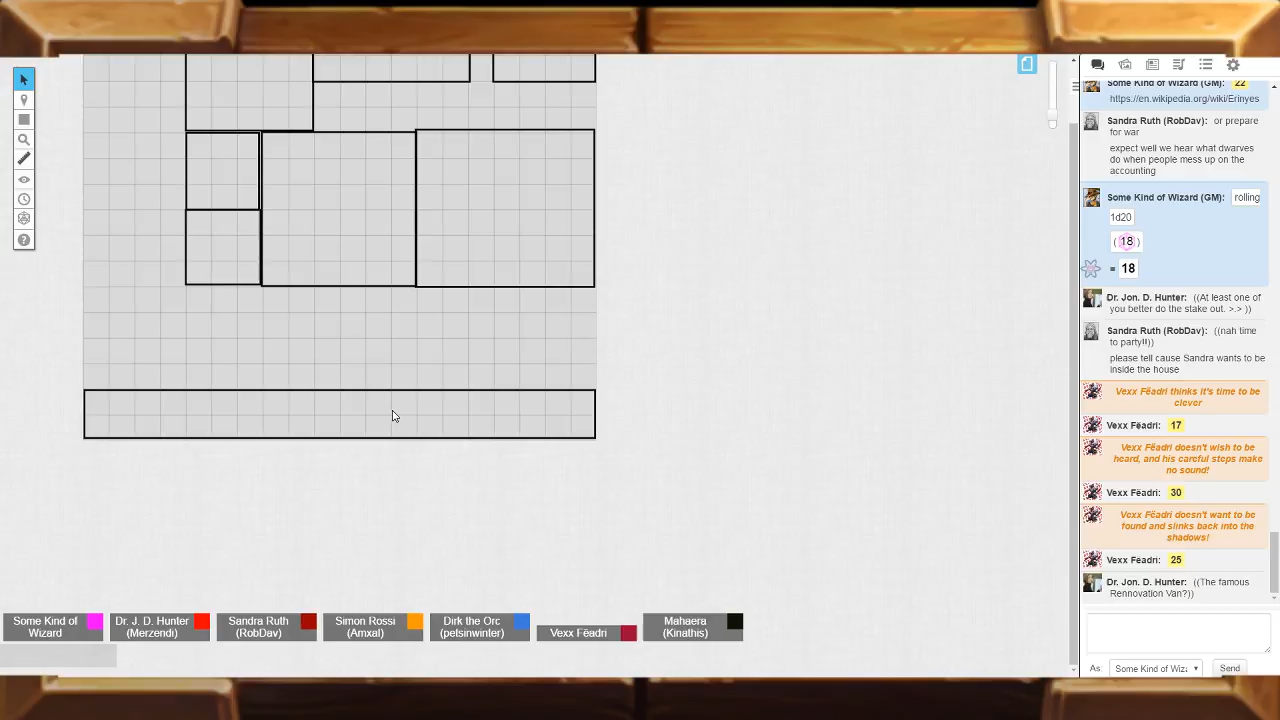 Some Kind of Wizard (GM): 22
https://en.wikipedia.org/wiki/Erinyes
Sandra Ruth (RobDav): or prepare
for war
expect well we hear what dwarves
do when people mess up on the
accounting
Some Kind of Wizard (GM): rolling
1d20
(18)
= 18
Dr. Jon. D. Hunter: ((At least one of
you better do the stake out. >.> ))
Sandra Ruth (RobDav): ((nah time
to party!!))
please tell cause Sandra wants to be
inside the house
Vexx Fëadri thinks it's time to be
clever
Vexx Fëadri: 17
Vexx Fëadri doesn't wish to be
heard, and his careful steps make
no sound!
Vexx Fëadri: 30
Vexx Fëadri doesn't want to be
found and slinks back into the
shadows!
Vexx Fëadri: 25
Dr. Jon. D. Hunter: ((The famous
Rennovation Van?))
Some Kind of
Wizard
Dr. J. D. Hunter
(Merzendi)
Sandra Ruth
(RobDav)
Simon Rossi
(Amxal)
Dirk the Orc
(petsinwinter)
Vexx Fëadri
Mahaera
(Kinathis)
As: Some Kind of Wiz
Send